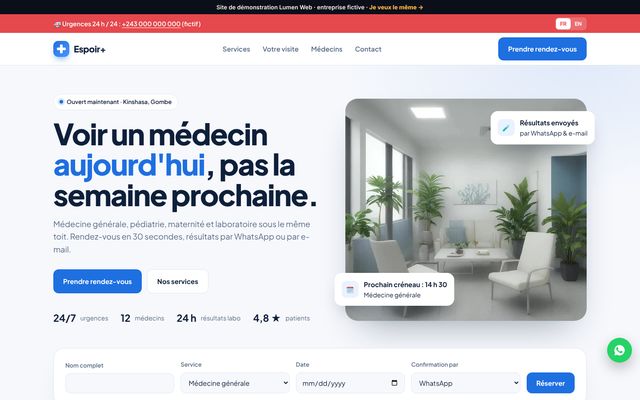 Site de démonstration Lumen Web · entreprise fictive · Je veux le même →
Urgences 24 h / 24 : +243 000 000 000 (fictif)
FR EN
Espoir+
Services Votre visite Médecins Contact
Prendre rendez-vous
Ouvert maintenant · Kinshasa, Gombe
Voir un médecin
aujourd'hui, pas la
semaine prochaine.
Médecine générale, pédiatrie, maternité et laboratoire sous le même
toit. Rendez-vous en 30 secondes, résultats par WhatsApp ou par e-
mail.
Prendre rendez-vous
Nos services
24/7 urgences
12 médecins
24 h résultats labo
4,8 ★ patients
Résultats envoyés
par WhatsApp & e-mail
Prochain créneau : 14 h 30
Médecine générale
Nom complet
Service
Médecine générale
Date
mm/dd/yyyy
Confirmation par
WhatsApp
Réserver